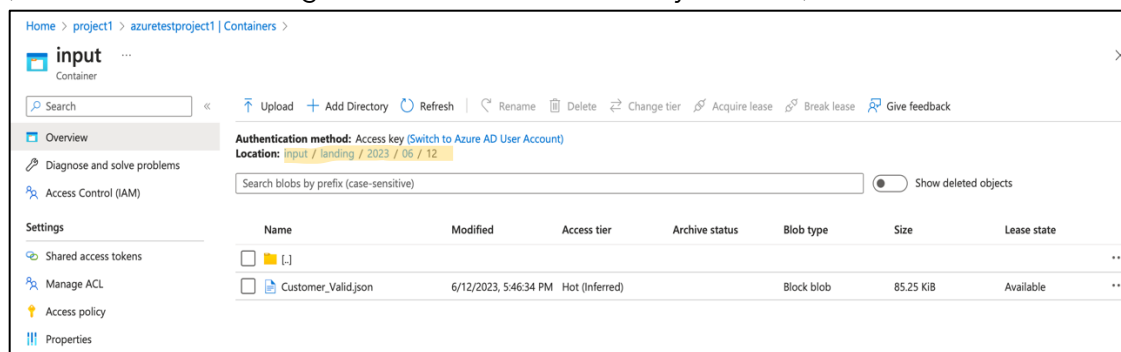 Home > project1 > azuretestproject1 | Containers >
input ...
Container
Search «
Upload + Add Directory Refresh Rename Delete Change tier Acquire lease Break lease Give feedback
Overview
Authentication method: Access key (Switch to Azure AD User Account)
Location: input / landing / 2023 / 06 / 12
Diagnose and solve problems
Search blobs by prefix (case-sensitive) Show deleted objects
Access Control (IAM)
Settings
Name Modified Access tier Archive status Blob type Size Lease state
Shared access tokens
[..]
Manage ACL
Customer_Valid.json 6/12/2023, 5:46:34 PM Hot (Inferred) Block blob 85.25 KiB Available
Access policy
Properties